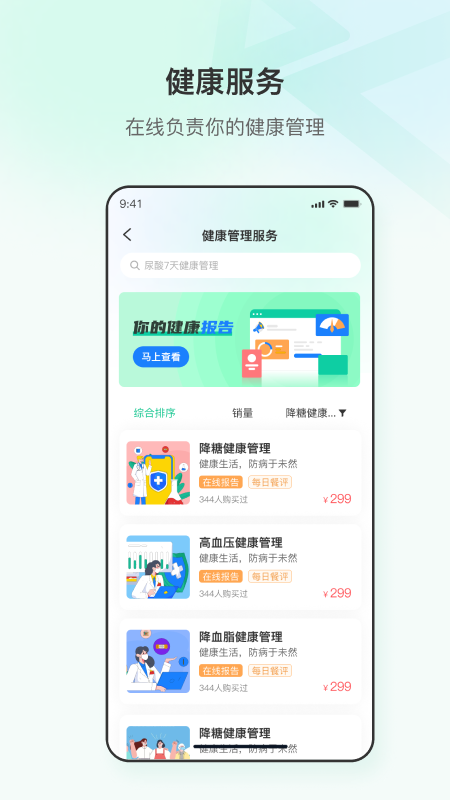 健康服务
在线负责你的健康管理
9:41
健康管理服务
尿酸7天健康管理
你的健康报告
马上查看
综合排序 销量 降糖健康...
降糖健康管理
健康生活，防病于未然
在线报告 每日餐评
344人购买过 ¥299
高血压健康管理
健康生活，防病于未然
在线报告 每日餐评
344人购买过 ¥299
降血脂健康管理
健康生活，防病于未然
在线报告 每日餐评
344人购买过 ¥299
降糖健康管理
健康生活，防病于未然